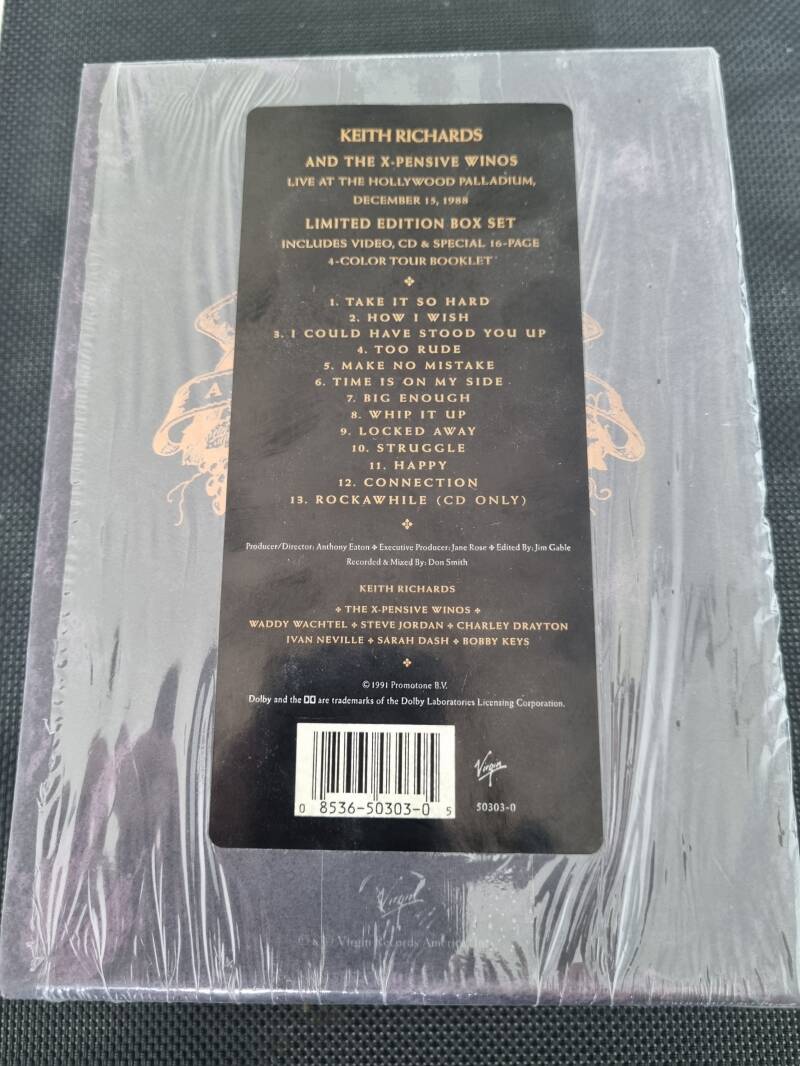 KEITH RICHARDS
AND THE X-PENSIVE WINOS
LIVE AT THE HOLLYWOOD PALLADIUM,
DECEMBER 15, 1988
LIMITED EDITION BOX SET
INCLUDES VIDEO, CD & SPECIAL 16-PAGE
4-COLOR TOUR BOOKLET
1. TAKE IT SO HARD
2. HOW I WISH
3. I COULD HAVE STOOD YOU UP
4. TOO RUDE
5. MAKE NO MISTAKE
6. TIME IS ON MY SIDE
7. BIG ENOUGH
8. WHIP IT UP
9. LOCKED AWAY
10. STRUGGLE
11. HAPPY
12. CONNECTION
13. ROCKAWHILE (CD ONLY)
Producer/Director: Anthony Eaton ❖ Executive Producer: Jane Rose ❖ Edited By: Jim Gable
Recorded & Mixed By: Don Smith
KEITH RICHARDS
❖ THE X-PENSIVE WINOS ❖
WADDY WACHTEL ❖ STEVE JORDAN ❖ CHARLEY DRAYTON
IVAN NEVILLE ❖ SARAH DASH ❖ BOBBY KEYS
© 1991 Promotone B.V.
Dolby and the are trademarks of the Dolby Laboratories Licensing Corporation.
0 8536-50303-0 5
Virgin
50303-0
Virgin
Virgin Records America